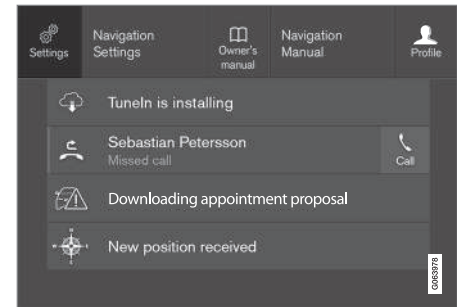 Settings
Navigation
Settings
Owner's
manual
Navigation
Manual
Profile
TuneIn is installing
Sebastian Petersson
Missed call
Call
Downloading appointment proposal
New position received
G063978